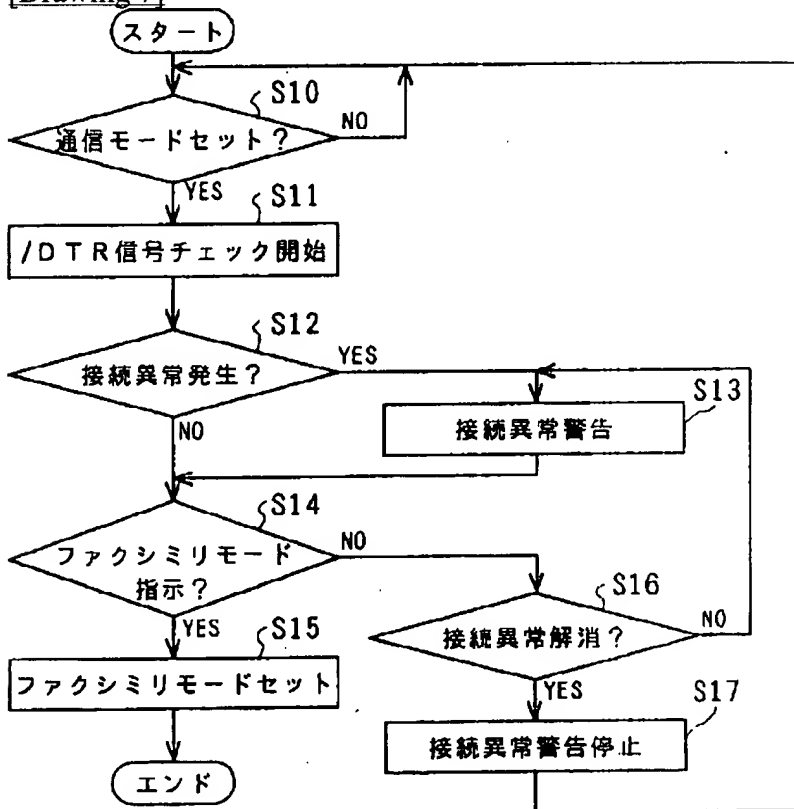 [Drawing 7]
スタート
S10
通信モードセット？
NO
YES
S11
/DTR信号チェック開始
S12
接続異常発生？
YES
NO
S13
接続異常警告
S14
ファクシミリモード
指示？
NO
YES
S15
ファクシミリモードセット
S16
接続異常解消？
NO
YES
S17
接続異常警告停止
エンド